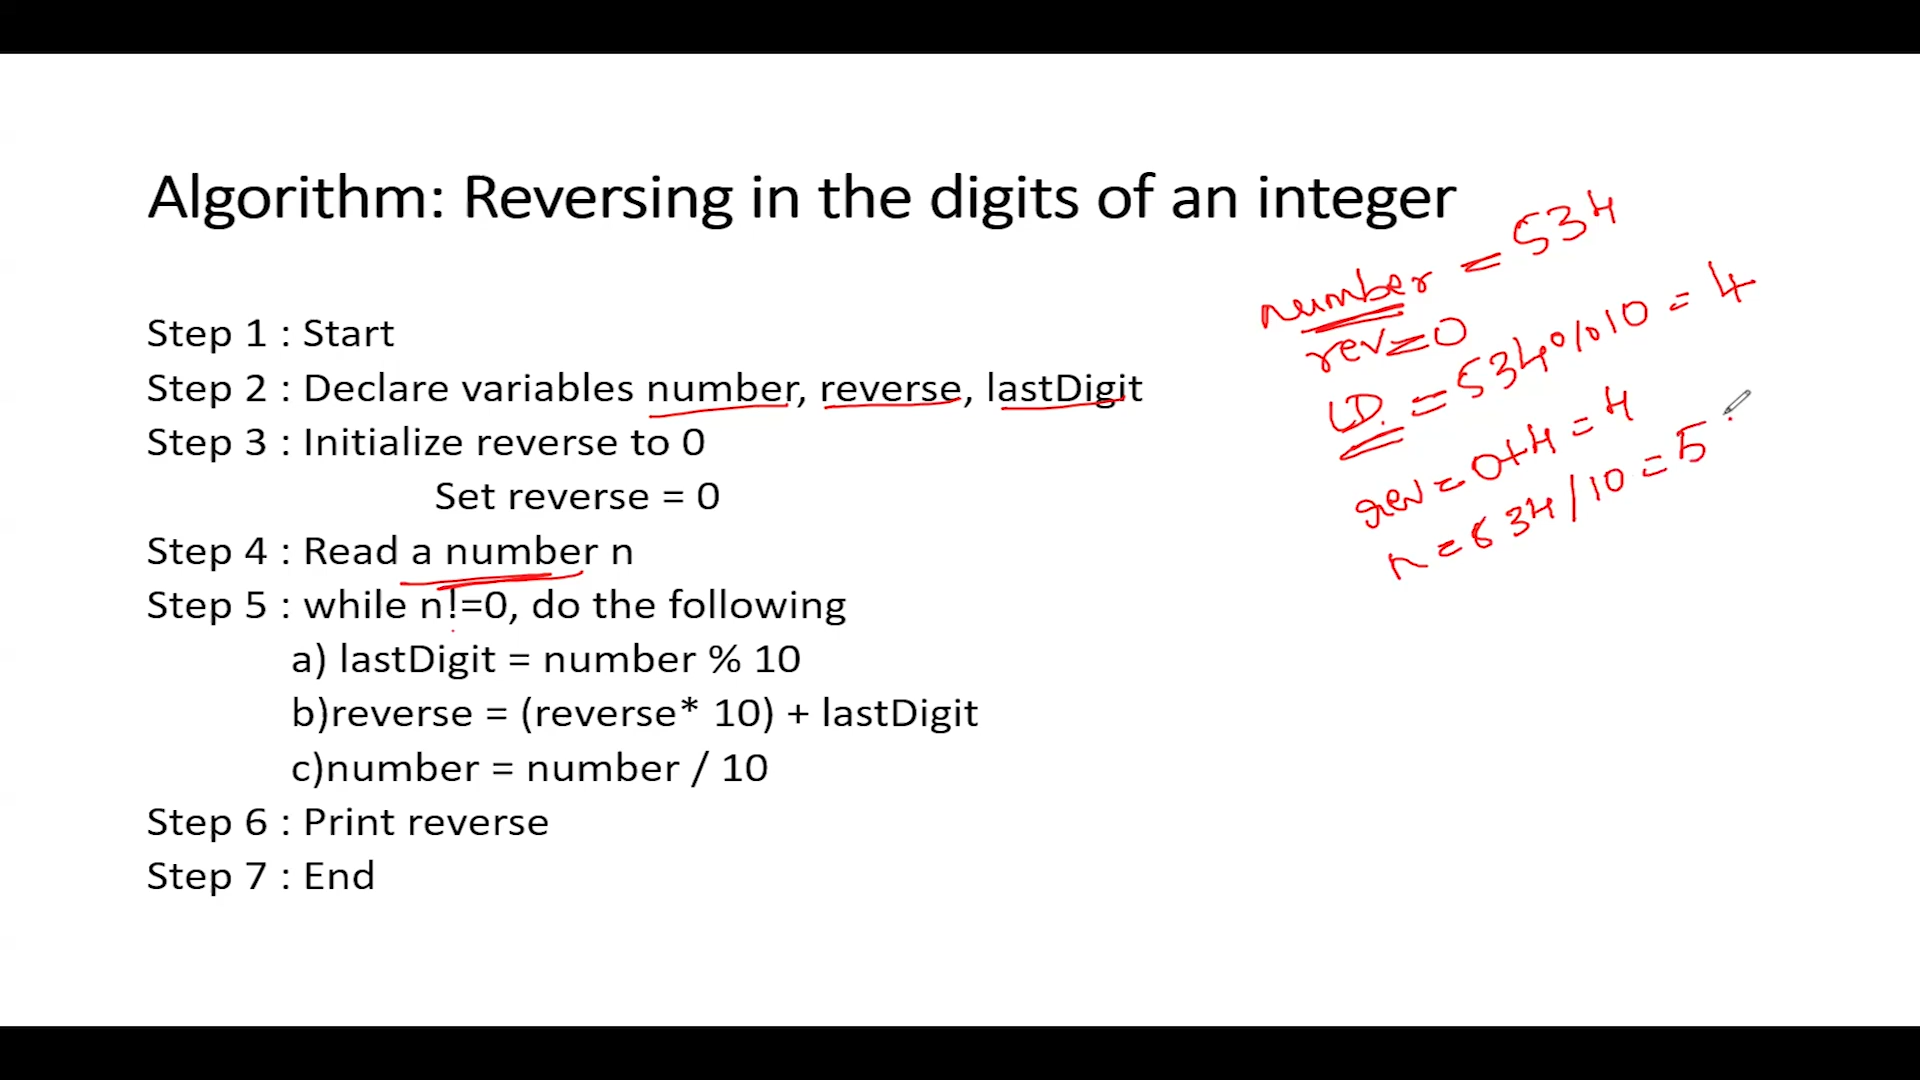 Algorithm: Reversing in the digits of an integer
Step 1 : Start
Step 2 : Declare variables number, reverse, lastDigit
Step 3 : Initialize reverse to 0
Set reverse = 0
Step 4 : Read a number n
Step 5 : while n!=0, do the following
a) lastDigit = number % 10
b)reverse = (reverse* 10) + lastDigit
c)number = number / 10
Step 6 : Print reverse
Step 7 : End
number = 534
rev=0
LD. = 534%10 = 4
rev = 0+4 = 4
n = 534/10 = 5